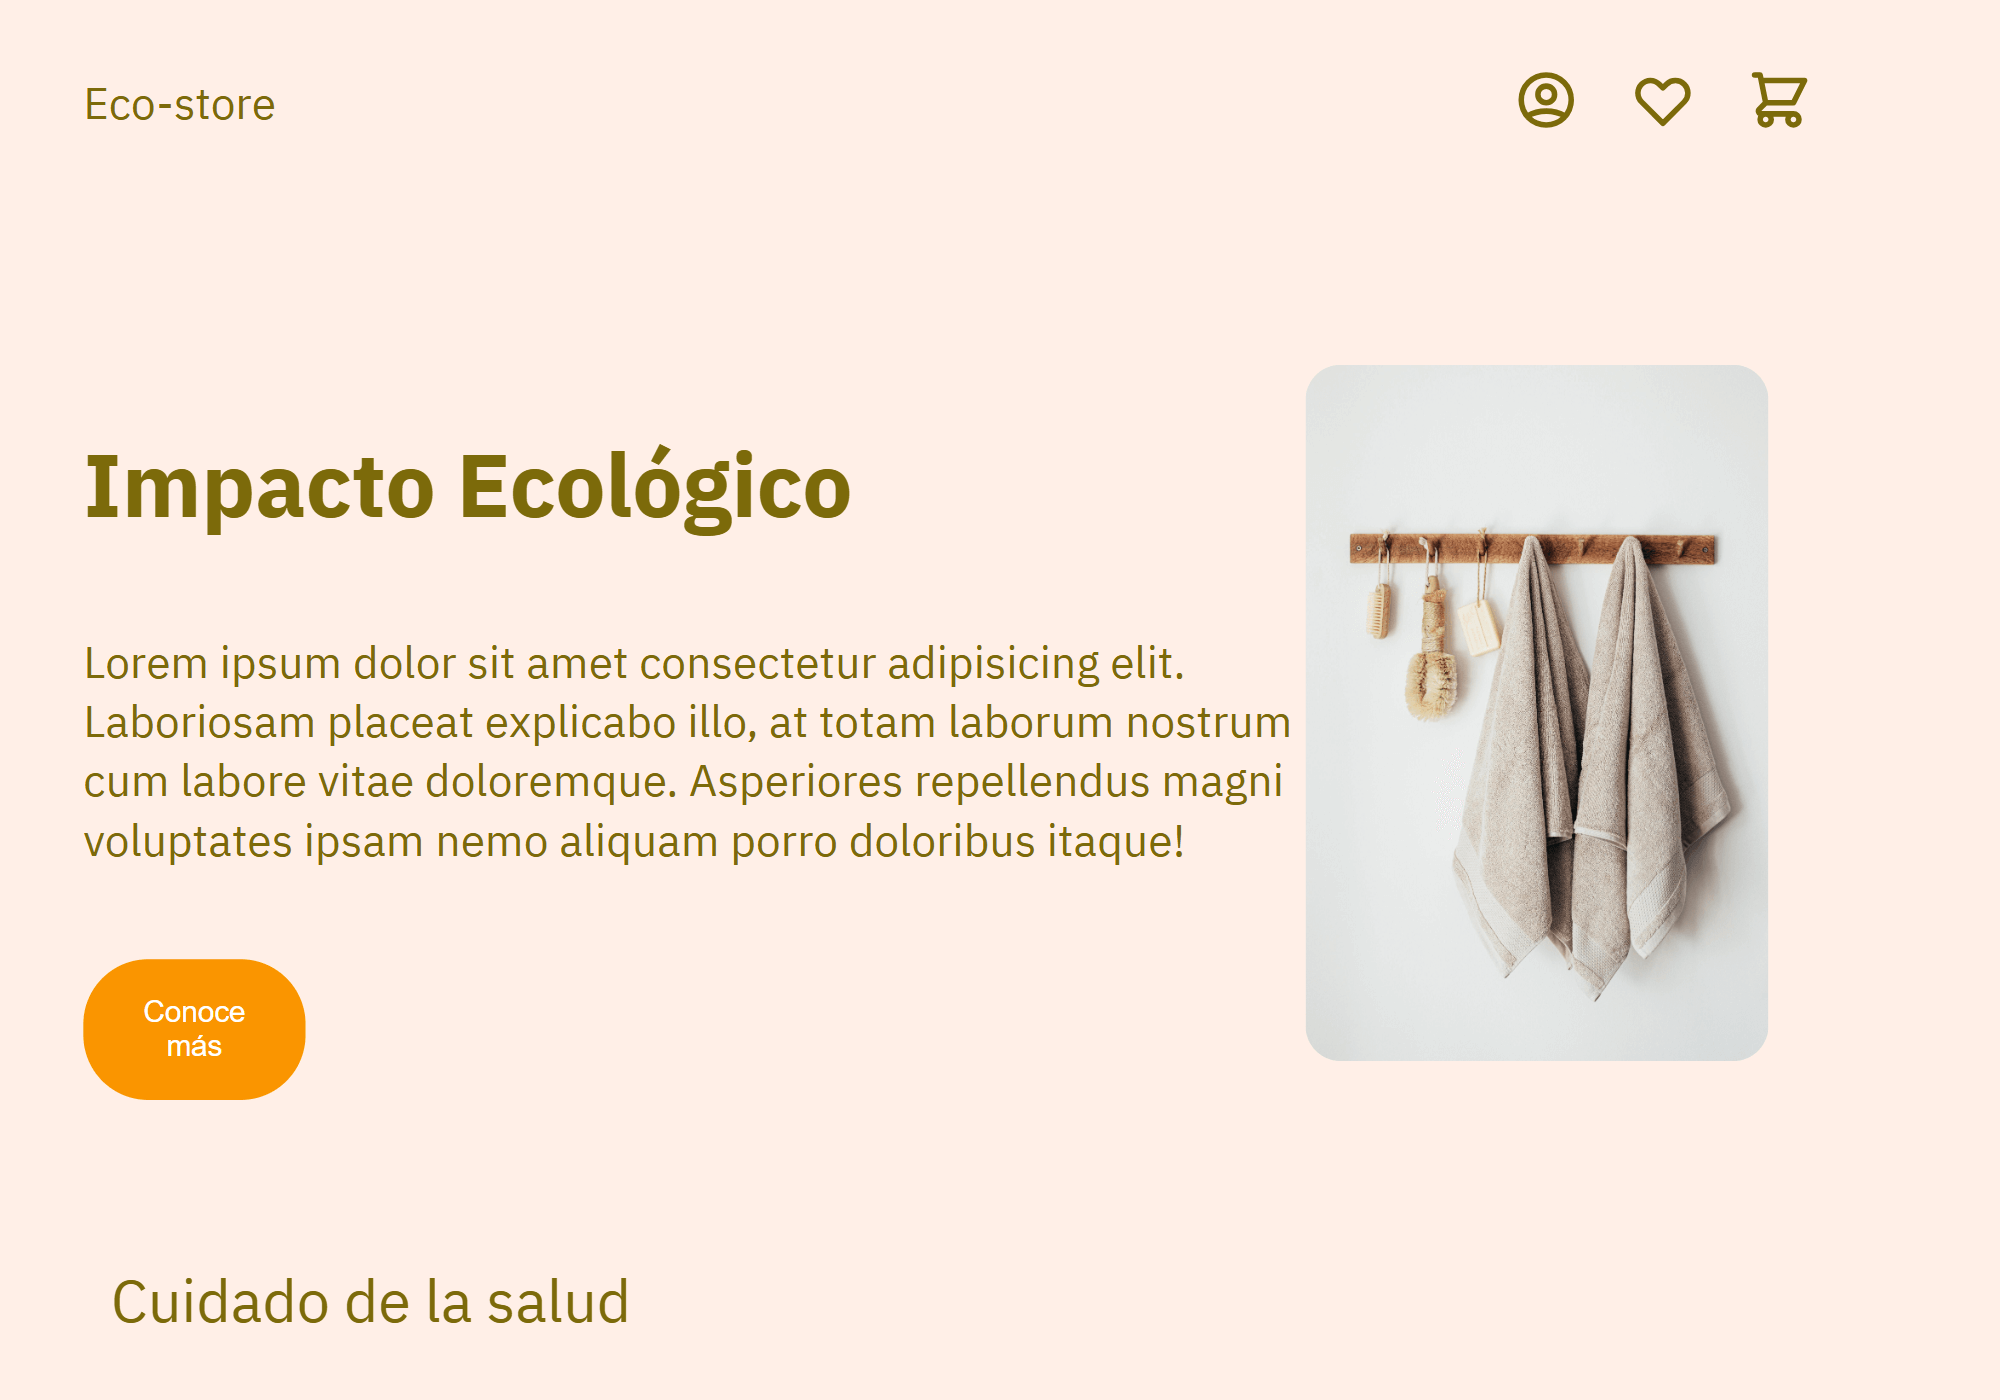 Eco-store
Impacto Ecológico
Lorem ipsum dolor sit amet consectetur adipisicing elit.
Laboriosam placeat explicabo illo, at totam laborum nostrum
cum labore vitae doloremque. Asperiores repellendus magni
voluptates ipsam nemo aliquam porro doloribus itaque!
Conoce
más
Cuidado de la salud